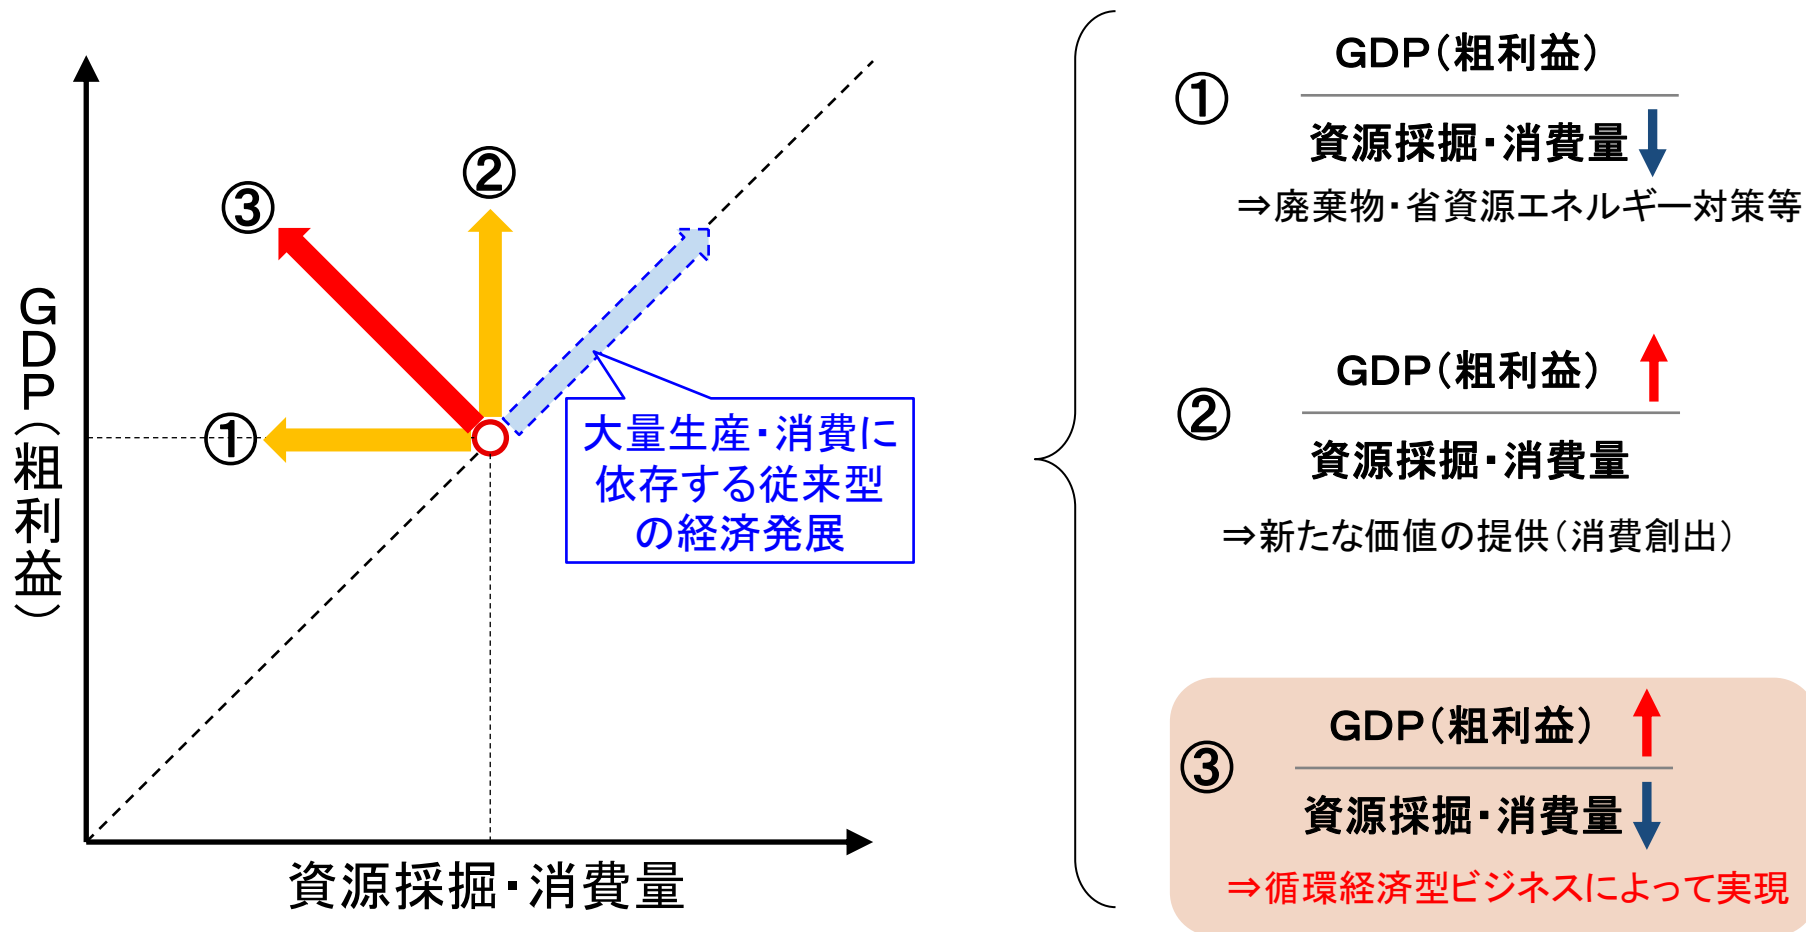 GDP(粗利益)
③
②
①
大量生産・消費に
依存する従来型
の経済発展
資源採掘・消費量
①
GDP(粗利益)
資源採掘・消費量
⇒廃棄物・省資源エネルギー対策等
②
GDP(粗利益)
資源採掘・消費量
⇒新たな価値の提供(消費創出)
③
GDP(粗利益)
資源採掘・消費量
⇒循環経済型ビジネスによって実現